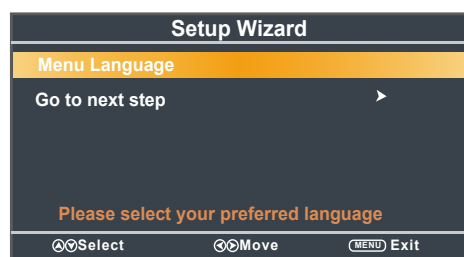 Setup Wizard
Menu Language
Go to next step
Please select your preferred language
Select Move MENU Exit